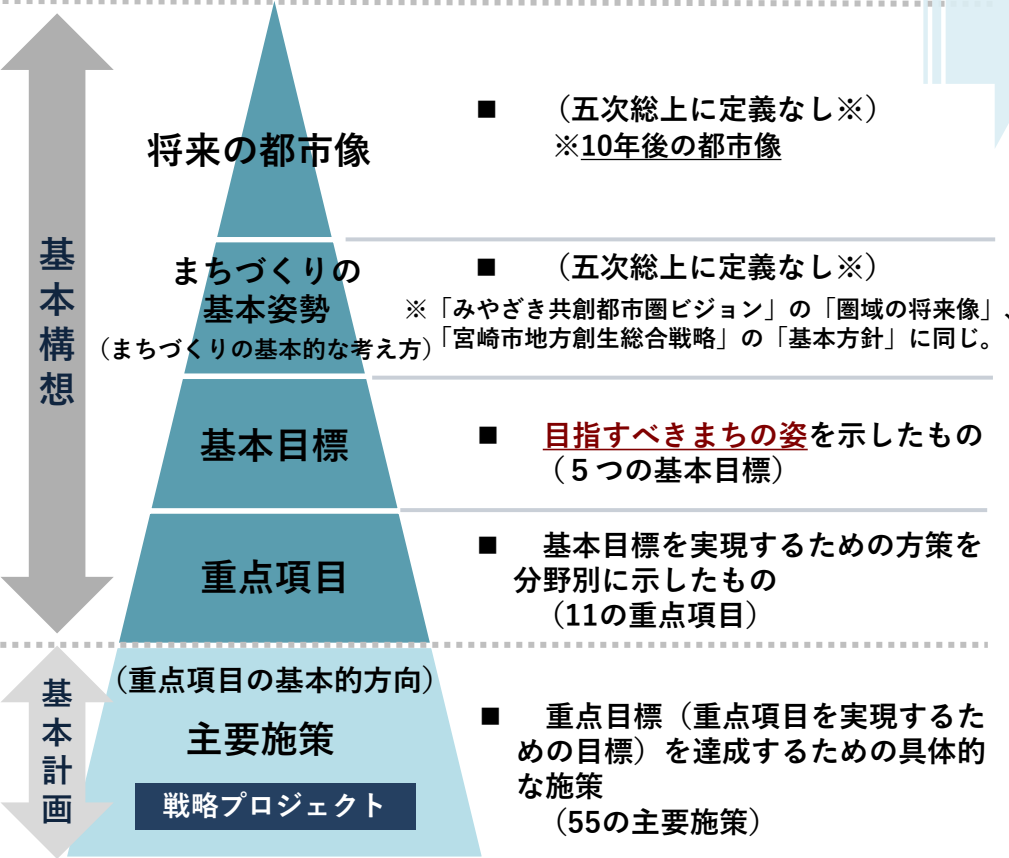 基本構想
将来の都市像
■ （五次総上に定義なし※）
※10年後の都市像
まちづくりの
基本姿勢
（まちづくりの基本的な考え方）
■ （五次総上に定義なし※）
※「みやざき共創都市圏ビジョン」の「圏域の将来像」、
「宮崎市地方創生総合戦略」の「基本方針」に同じ。
基本目標
■ 目指すべきまちの姿を示したもの
（５つの基本目標）
重点項目
■ 基本目標を実現するための方策を
分野別に示したもの
（11の重点項目）
基本計画
（重点項目の基本的方向）
主要施策
戦略プロジェクト
■ 重点目標（重点項目を実現するた
めの目標）を達成するための具体的
な施策
（55の主要施策）